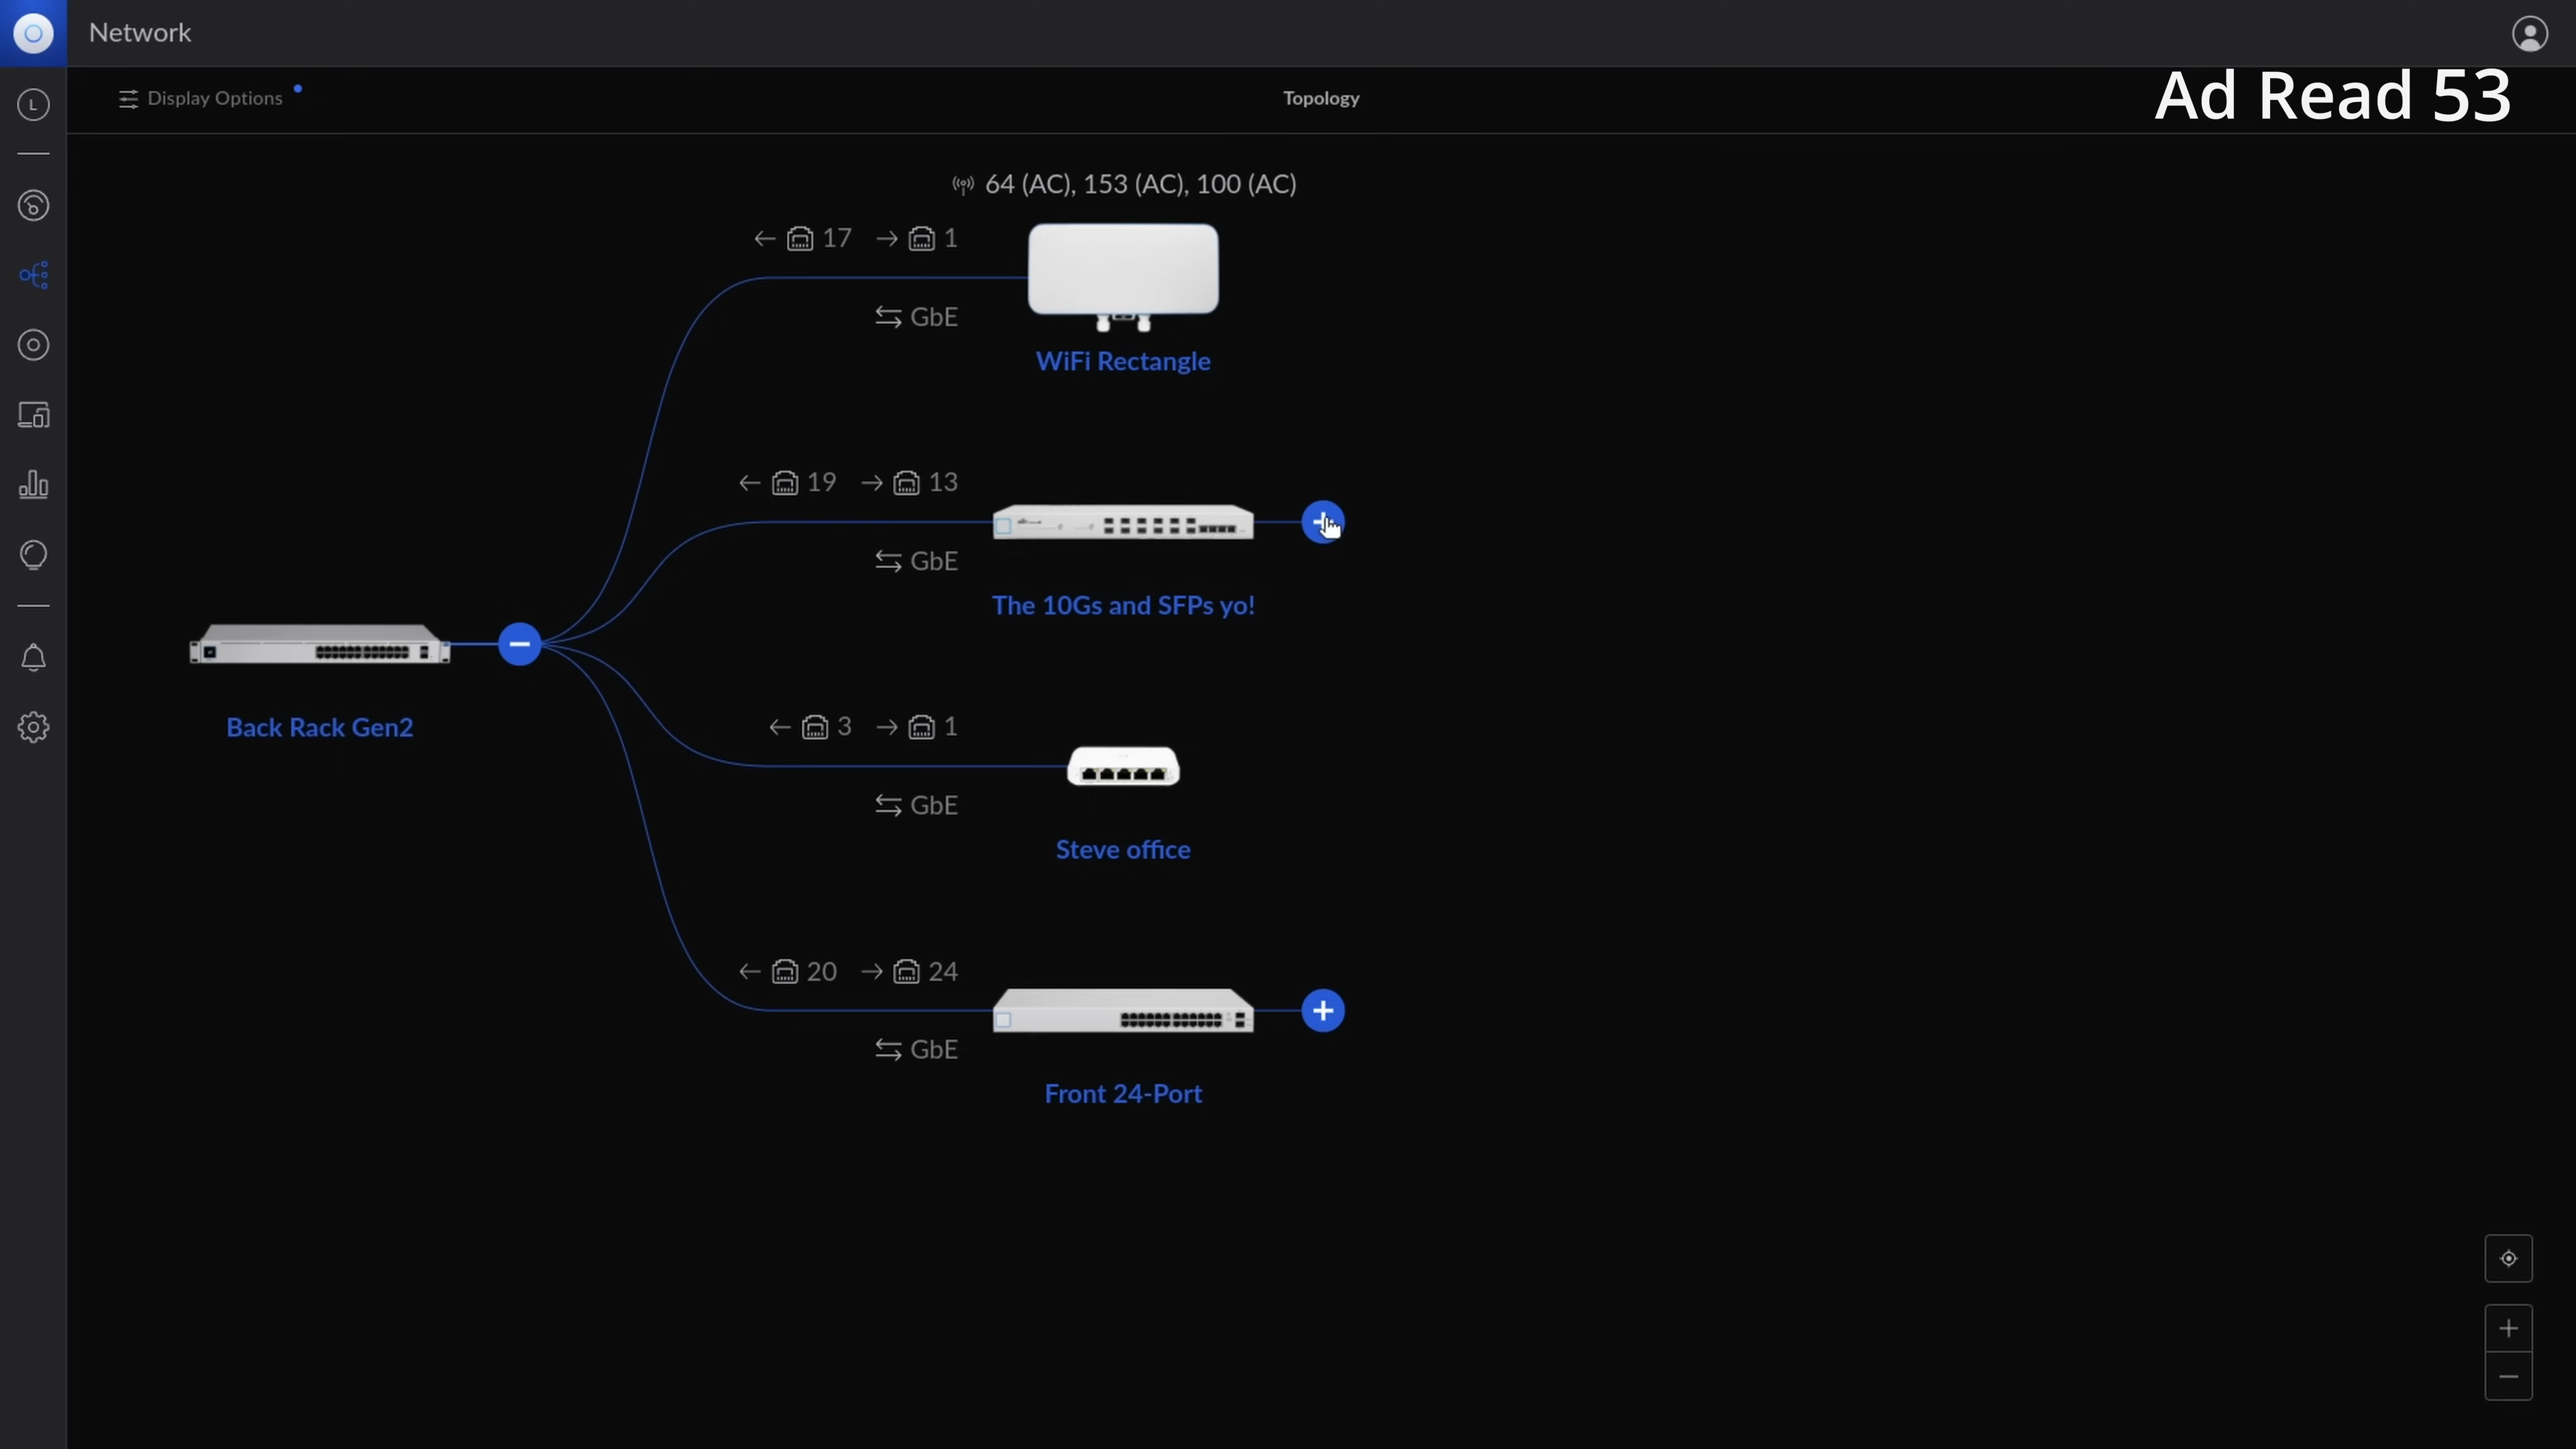 Network
L
Display Options
Topology
Ad Read 53
64 (AC), 153 (AC), 100 (AC)
17 1
GbE
WiFi Rectangle
19 13
GbE
The 10Gs and SFPs yo!
Back Rack Gen2
3 1
GbE
Steve office
20 24
GbE
Front 24-Port